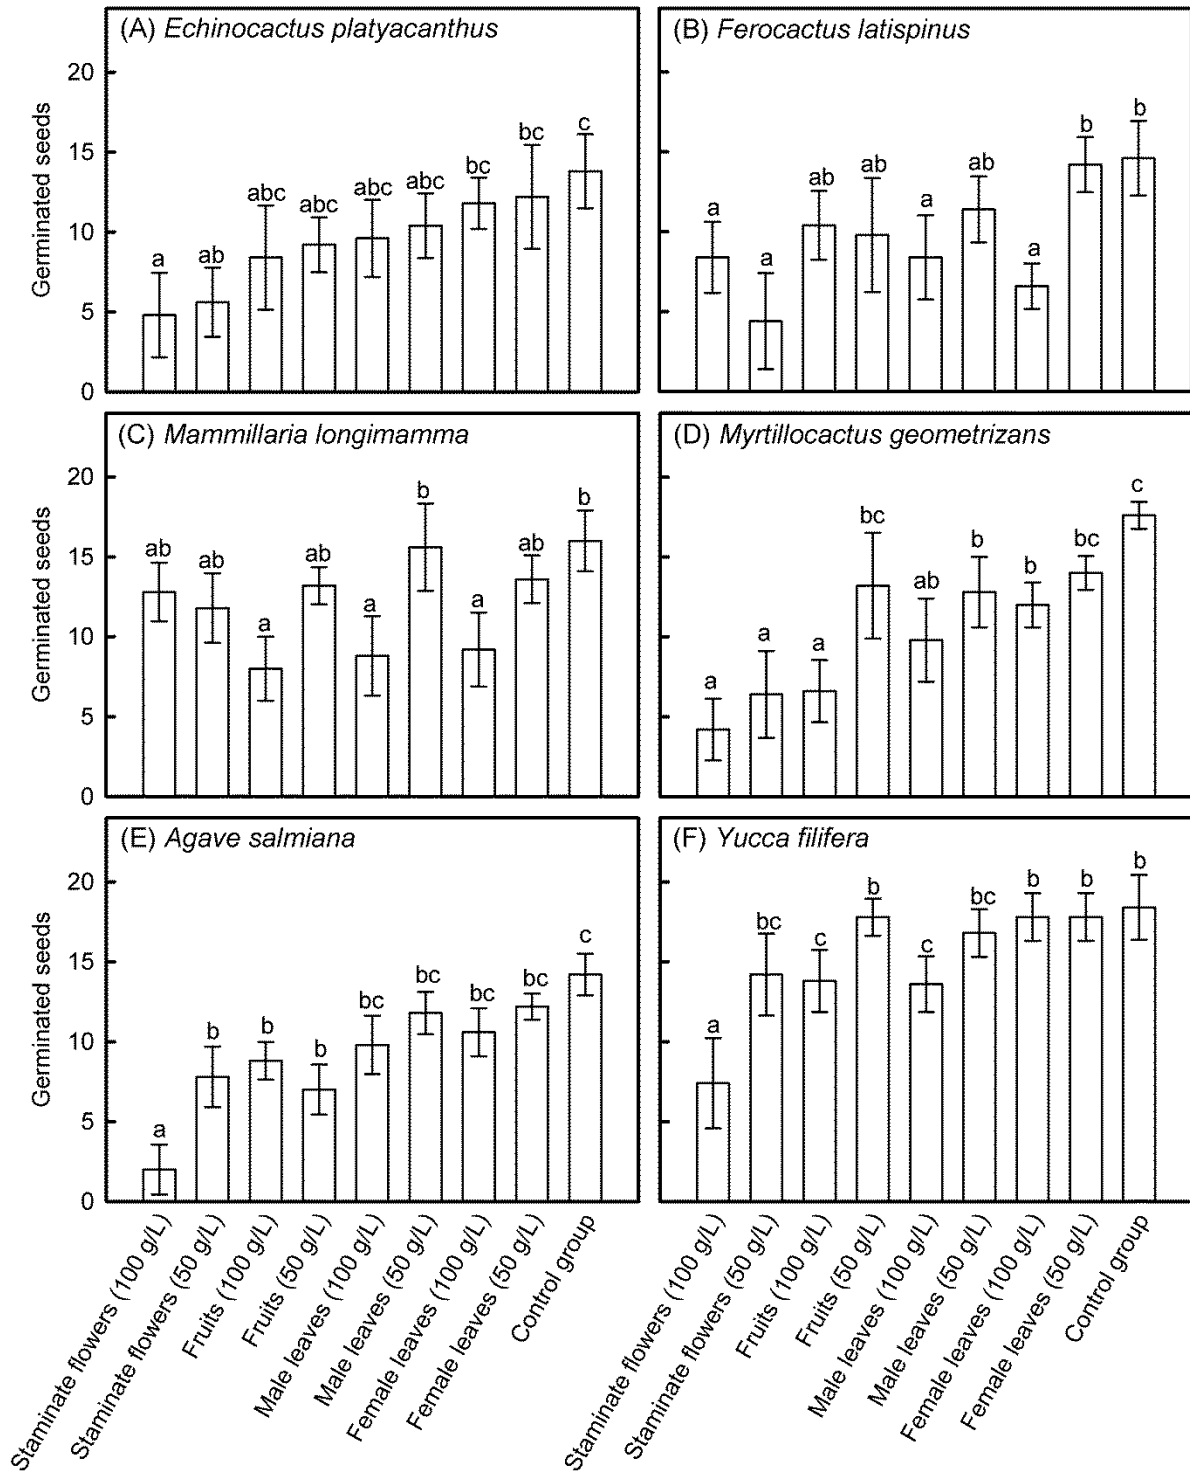 (A) Echinocactus platyacanthus
Germinated seeds
20
15
10
5
0
a
ab
abc
abc
abc
abc
bc
bc
c
(B) Ferocactus latispinus
a
a
ab
ab
a
ab
a
b
b
(C) Mammillaria longimamma
Germinated seeds
20
15
10
5
0
ab
ab
a
ab
a
b
a
ab
b
(D) Myrtillocactus geometrizans
a
a
a
bc
ab
b
b
bc
c
(E) Agave salmiana
Germinated seeds
20
15
10
5
0
a
b
b
b
bc
bc
bc
bc
c
(F) Yucca filifera
a
bc
c
b
c
bc
b
b
b
Staminate flowers (100 g/L)
Staminate flowers (50 g/L)
Fruits (100 g/L)
Fruits (50 g/L)
Male leaves (100 g/L)
Male leaves (50 g/L)
Female leaves (100 g/L)
Female leaves (50 g/L)
Control group
Staminate flowers (100 g/L)
Staminate flowers (50 g/L)
Fruits (100 g/L)
Fruits (50 g/L)
Male leaves (100 g/L)
Male leaves (50 g/L)
Female leaves (100 g/L)
Female leaves (50 g/L)
Control group